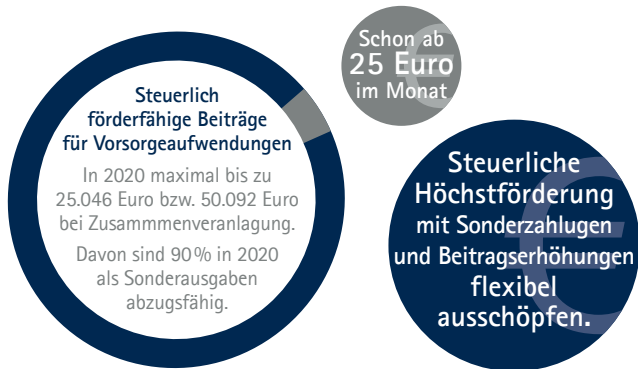 Steuerlich
förderfähige Beiträge
für Vorsorgeaufwendungen
In 2020 maximal bis zu
25.046 Euro bzw. 50.092 Euro
bei Zusammmenveranlagung.
Davon sind 90% in 2020
als Sonderausgaben
abzugsfähig.
Schon ab
25 Euro
im Monat
€
Steuerliche
Höchstförderung
mit Sonderzahlugen
und Beitragserhöhungen
flexibel
ausschöpfen.
€